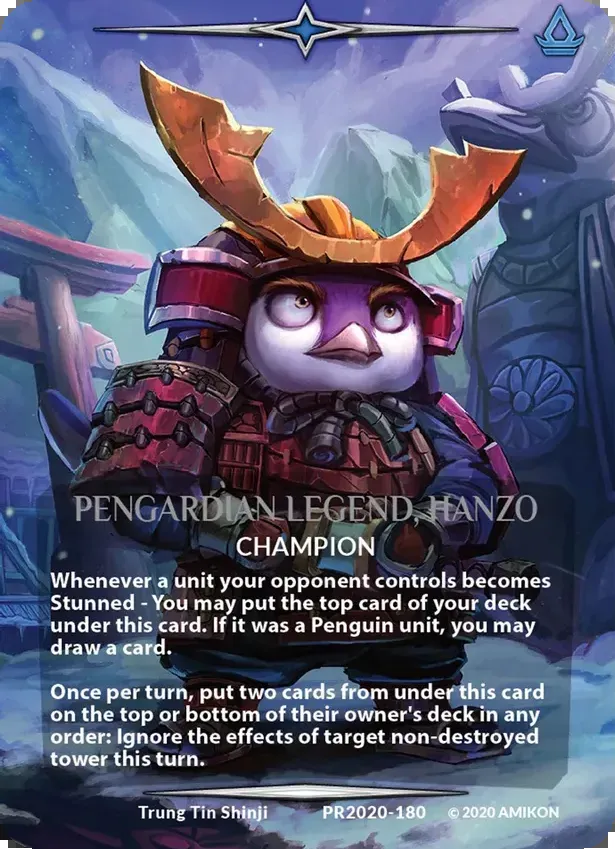 PENGARDIAN LEGEND, HANZO
CHAMPION
Whenever a unit your opponent controls becomes
Stunned - You may put the top card of your deck
under this card. If it was a Penguin unit, you may
draw a card.
Once per turn, put two cards from under this card
on the top or bottom of their owner's deck in any
order: Ignore the effects of target non-destroyed
tower this turn.
Trung Tin Shinji PR2020-180 © 2020 AMIKON